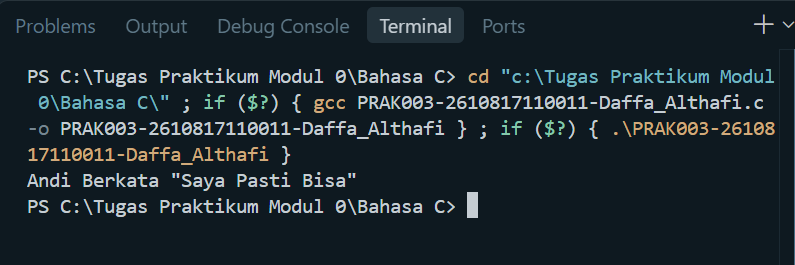 Problems Output Debug Console Terminal Ports
PS C:\Tugas Praktikum Modul 0\Bahasa C> cd "c:\Tugas Praktikum Modul
0\Bahasa C\" ; if ($?) { gcc PRAK003-2610817110011-Daffa_Althafi.c
-o PRAK003-2610817110011-Daffa_Althafi } ; if ($?) { .\PRAK003-26108
17110011-Daffa_Althafi }
Andi Berkata "Saya Pasti Bisa"
PS C:\Tugas Praktikum Modul 0\Bahasa C>